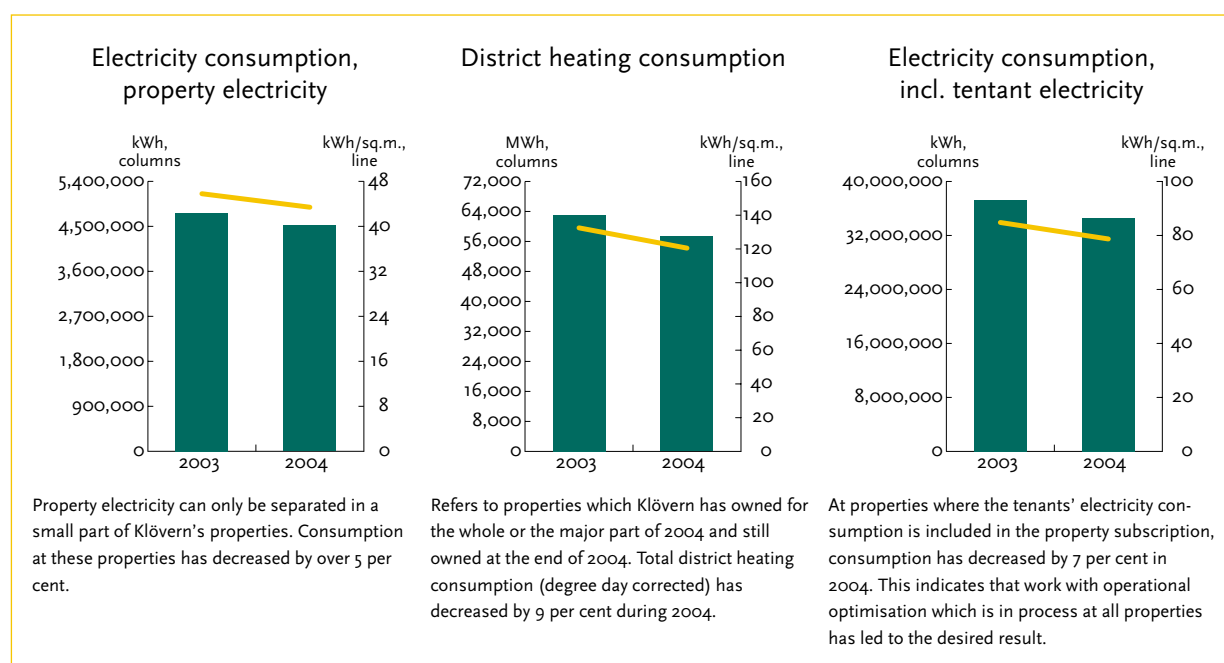 Electricity consumption,
property electricity
kWh,
columns
kWh/sq.m.,
line
5,400,000
4,500,000
3,600,000
2,700,000
1,800,000
900,000
0
48
40
32
24
16
8
0
2003
2004
Property electricity can only be separated in a
small part of Klövern's properties. Consumption
at these properties has decreased by over 5 per
cent.
District heating consumption
MWh,
columns
kWh/sq.m.,
line
72,000
64,000
56,000
48,000
40,000
32,000
24,000
16,000
8,000
0
160
140
120
100
80
60
40
20
0
2003
2004
Refers to properties which Klövern has owned for
the whole or the major part of 2004 and still
owned at the end of 2004. Total district heating
consumption (degree day corrected) has
decreased by 9 per cent during 2004.
Electricity consumption,
incl. tentant electricity
kWh,
columns
kWh/sq.m.,
line
40,000,000
32,000,000
24,000,000
16,000,000
8,000,000
0
100
80
60
40
20
0
2003
2004
At properties where the tenants' electricity con-
sumption is included in the property subscription,
consumption has decreased by 7 per cent in
2004. This indicates that work with operational
optimisation which is in process at all properties
has led to the desired result.